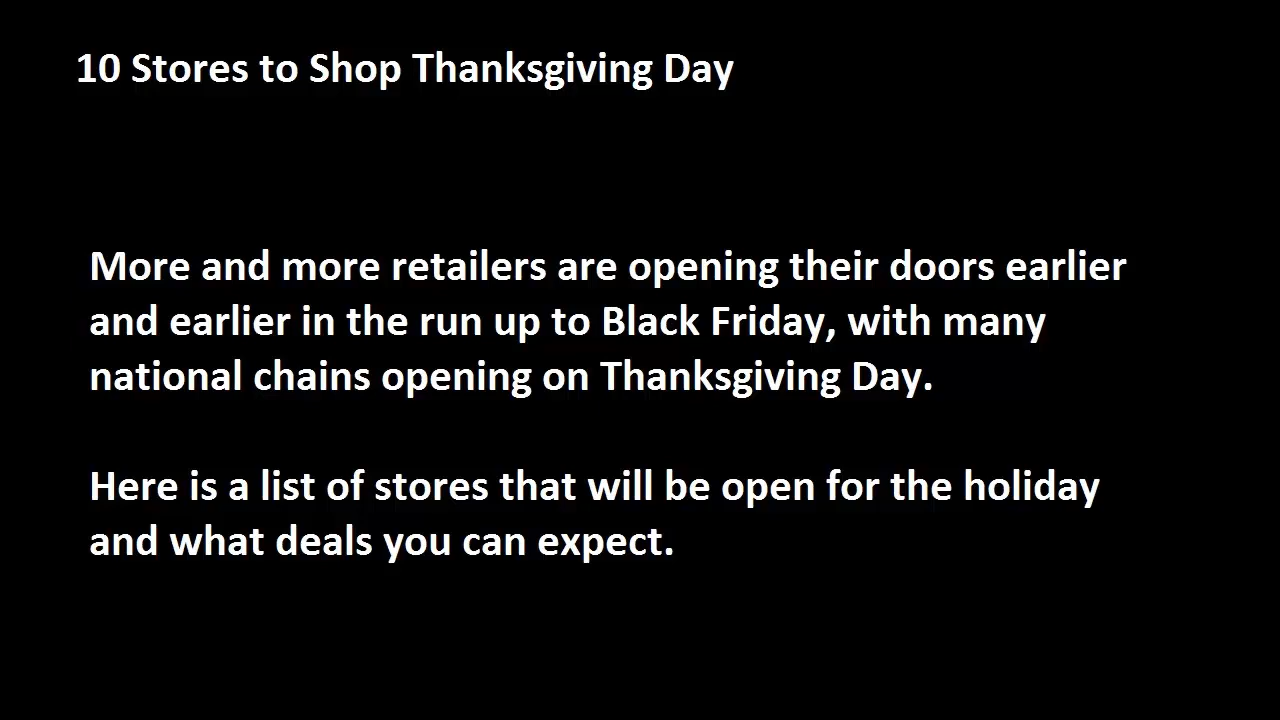 10 Stores to Shop Thanksgiving Day
More and more retailers are opening their doors earlier
and earlier in the run up to Black Friday, with many
national chains opening on Thanksgiving Day.
Here is a list of stores that will be open for the holiday
and what deals you can expect.